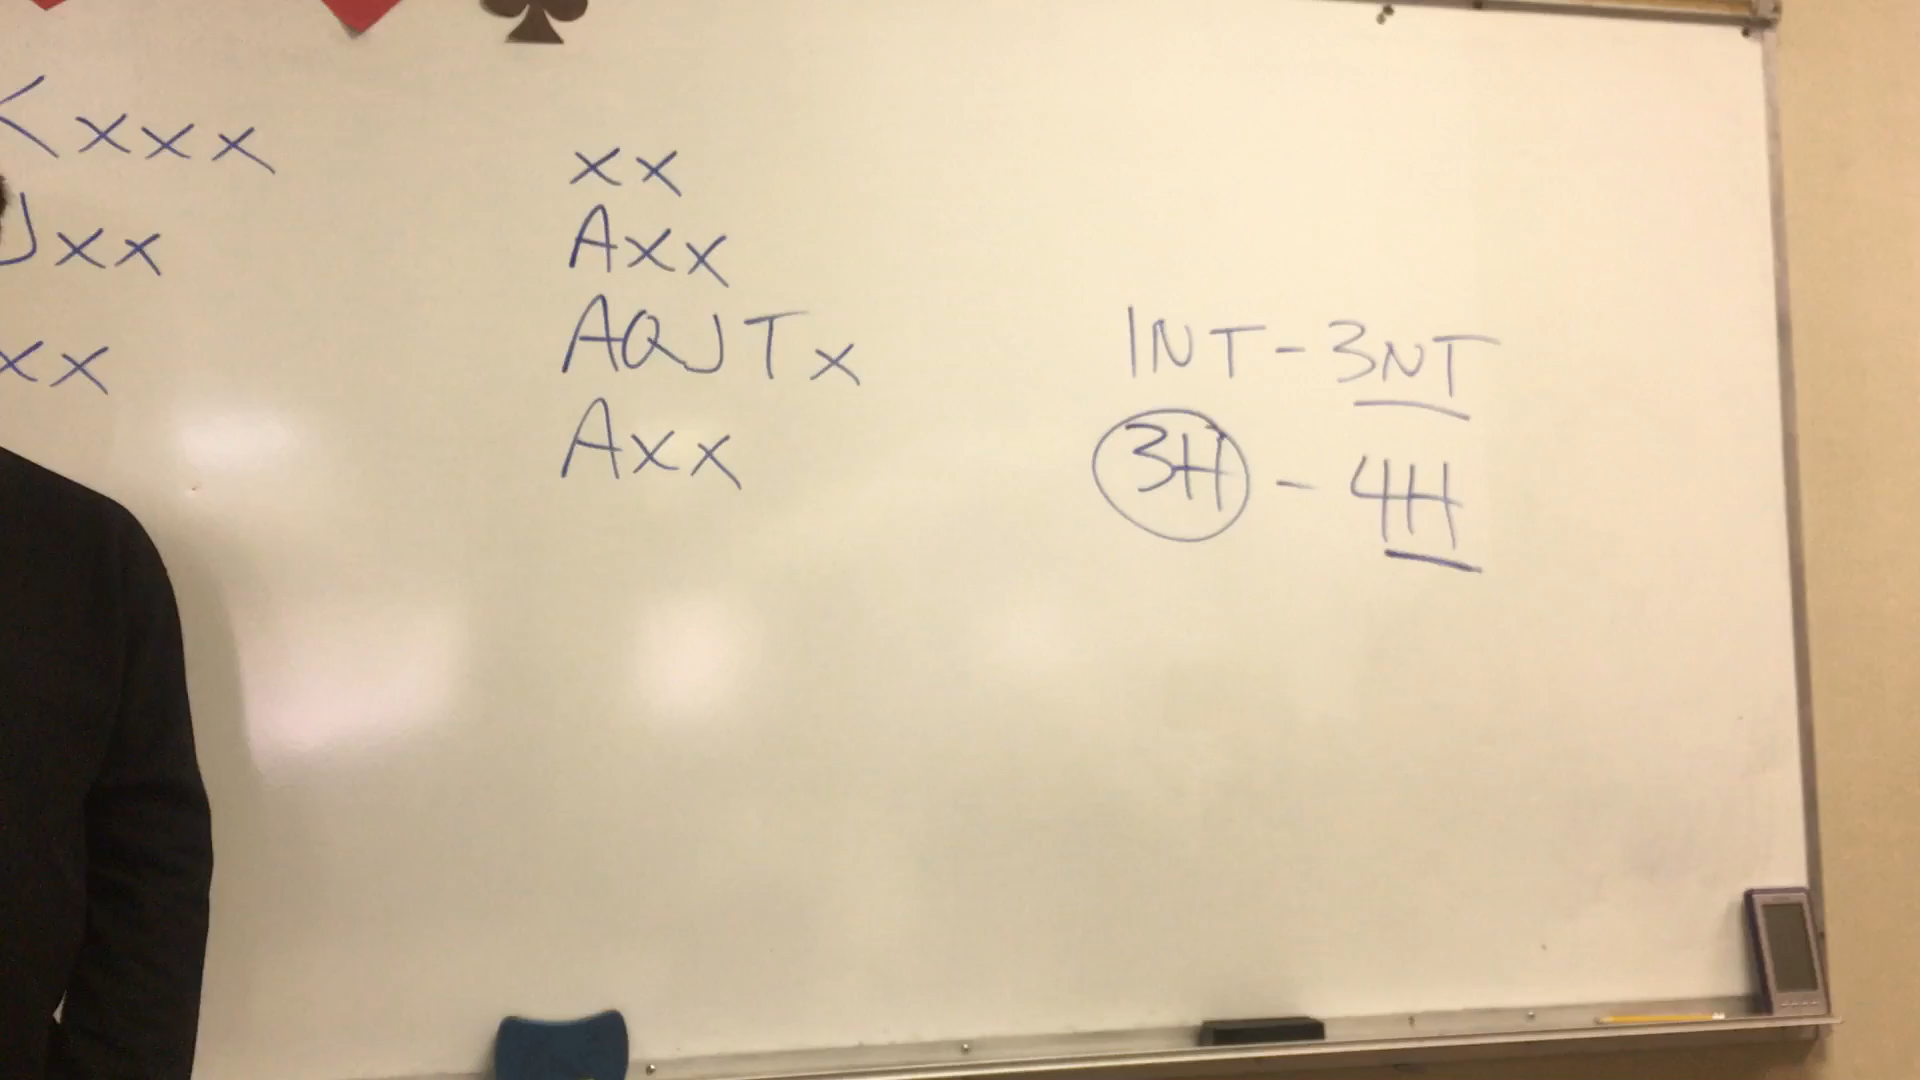 Kxxx
Jxx
xx
xx
Axx
AQJTx
Axx
1NT - 3NT
3H - 4H